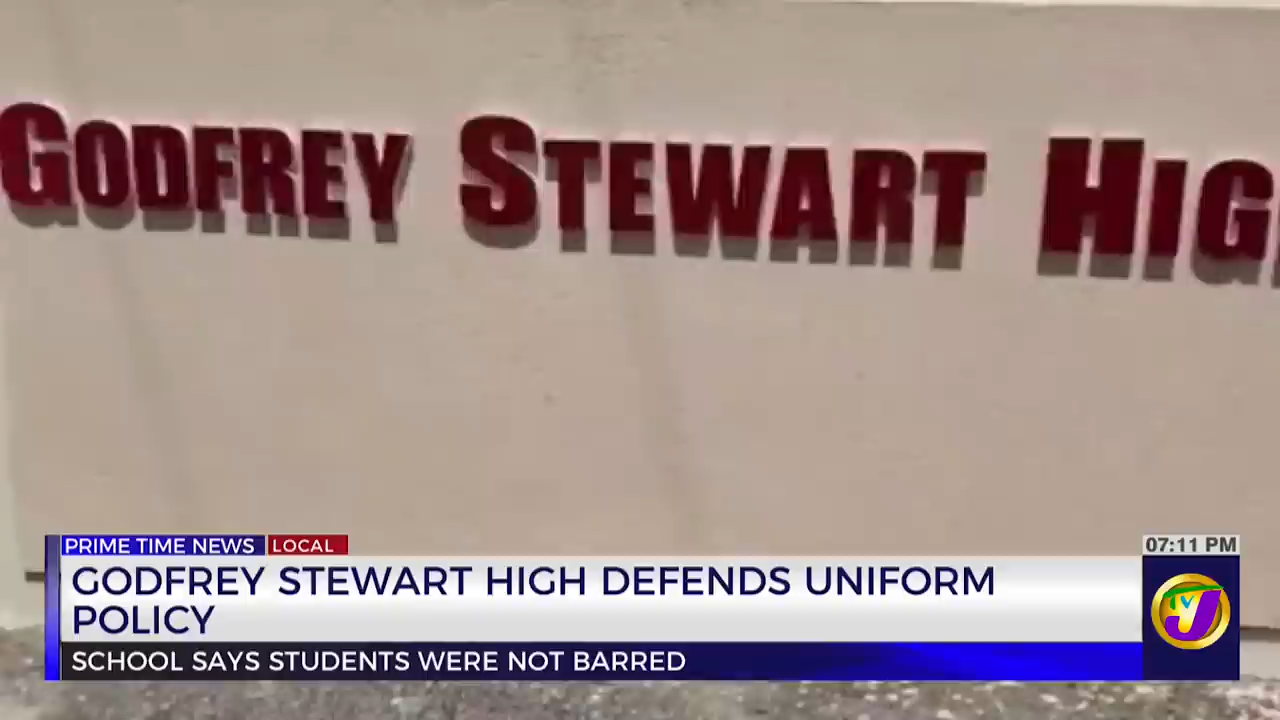 GODFREY STEWART HIG
PRIME TIME NEWS LOCAL
07:11 PM
GODFREY STEWART HIGH DEFENDS UNIFORM
POLICY
TVJ
SCHOOL SAYS STUDENTS WERE NOT BARRED